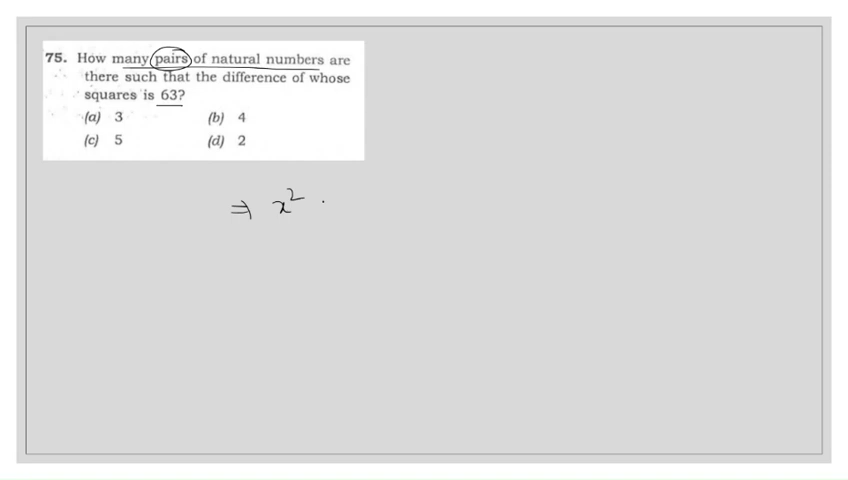 75. How many pairs of natural numbers are
there such that the difference of whose
squares is 63?
(a) 3 (b) 4
(c) 5 (d) 2
⇒ x² .